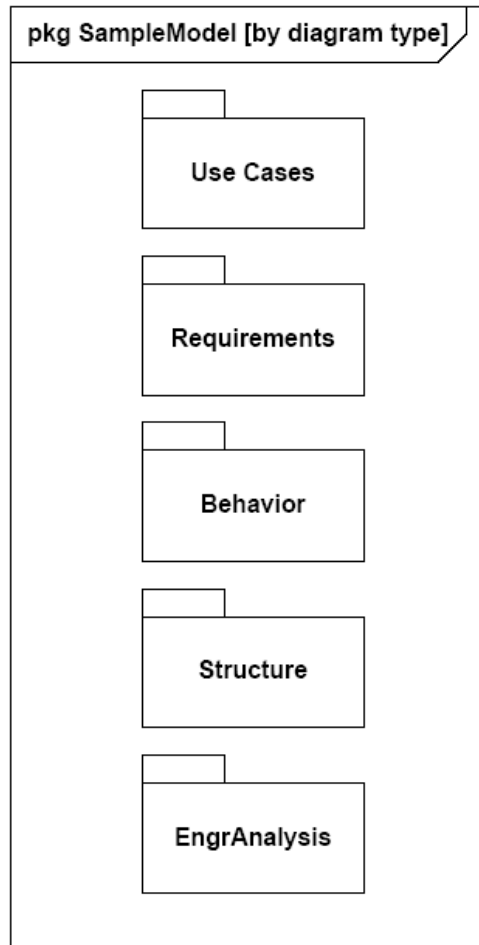 pkg SampleModel [by diagram type]
Use Cases
Requirements
Behavior
Structure
EngrAnalysis